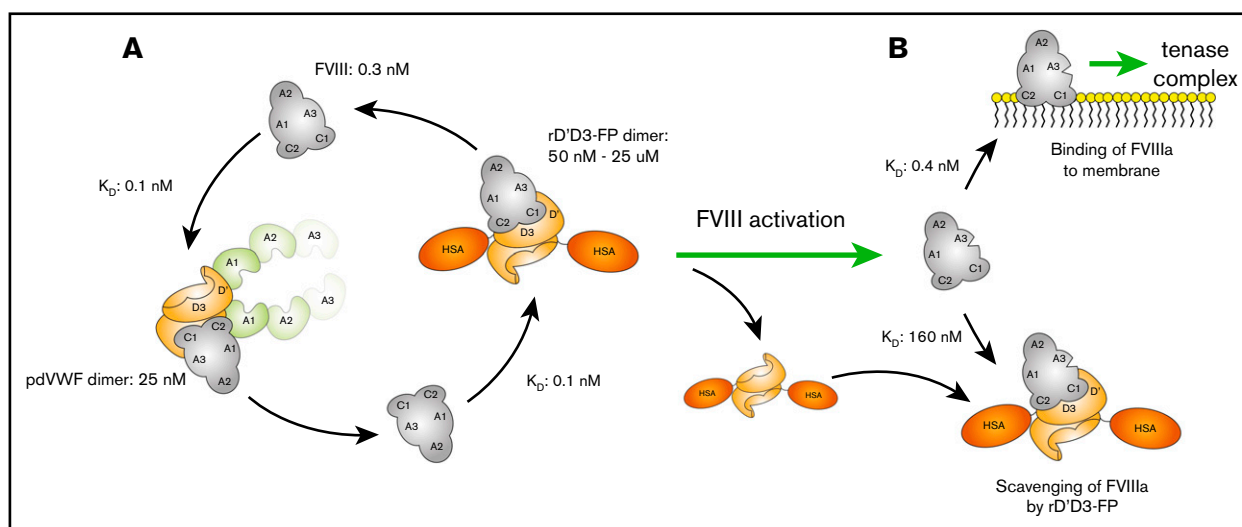 A
FVIII: 0.3 nM
A2
A1
A3
C1
C2
K_D: 0.1 nM
A1
A2
A3
D'
D3
C2
C1
A1
A3
A2
A1
A2
A3
pdVWF dimer: 25 nM
C1
C2
A3
A1
A2
K_D: 0.1 nM
rD'D3-FP dimer:
50 nM - 25 uM
A2
A3
A1
C1
D'
C2
D3
HSA
HSA
FVIII activation
HSA
HSA
B
A2
A1
A3
C2
C1
tenase
complex
Binding of FVIIIa
to membrane
K_D: 0.4 nM
A2
A3
A1
C1
C2
K_D: 160 nM
A2
A3
A1
C1
D'
C2
D3
HSA
HSA
Scavenging of FVIIIa
by rD'D3-FP